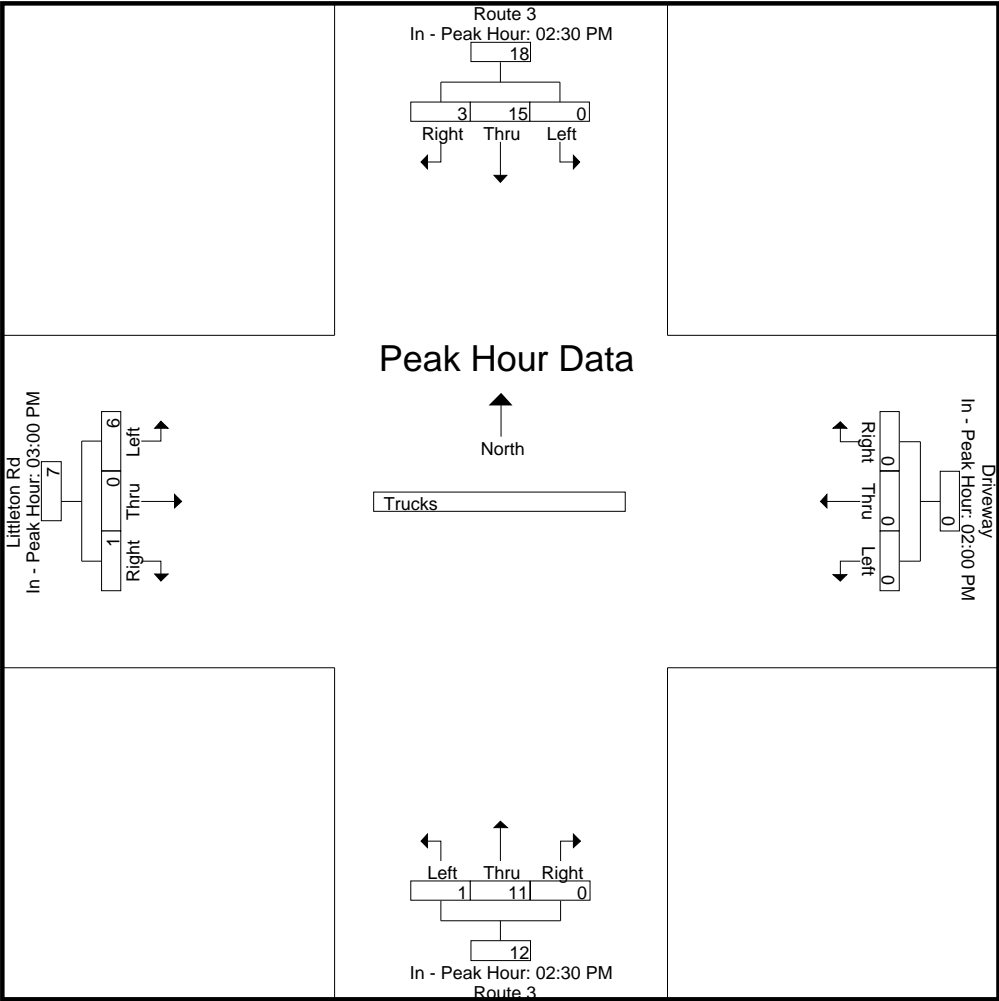 Route 3
In - Peak Hour: 02:30 PM
18
3 15 0
Right Thru Left
Peak Hour Data
North
Trucks
Littleton Rd
In - Peak Hour: 03:00 PM
7
6 0 1
Left Thru Right
Driveway
In - Peak Hour: 02:00 PM
0
0 0 0
Right Thru Left
Left Thru Right
1 11 0
12
In - Peak Hour: 02:30 PM
Route 3